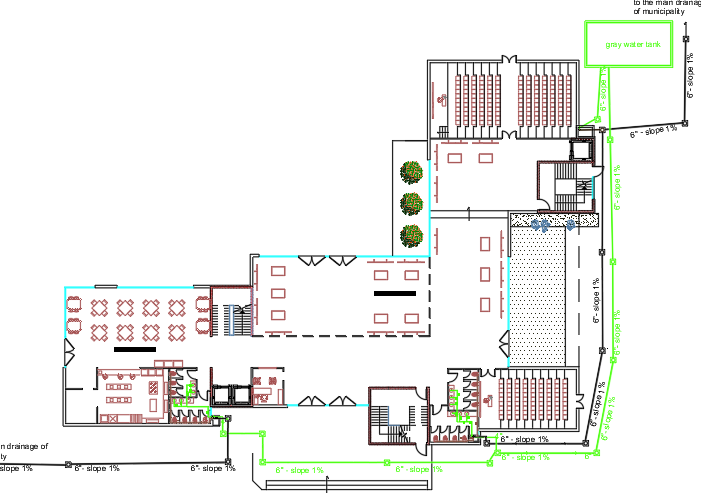 to the main drainag
of municipality
gray water tank
6"- slope 1%
6"- slope 1%
6"- slope 1%
6"- slope 1%
6"- slope 1%
6"- slope 1%
6"- slope 1%
6"- slope 1%
6"- slope 1%
6"- slope 1%
6"- slope 1%
6"-
n drainage of
ty
slope 1%
6"- slope 1%
6"- slope 1%
6"- slope 1%
6"- slope 1%